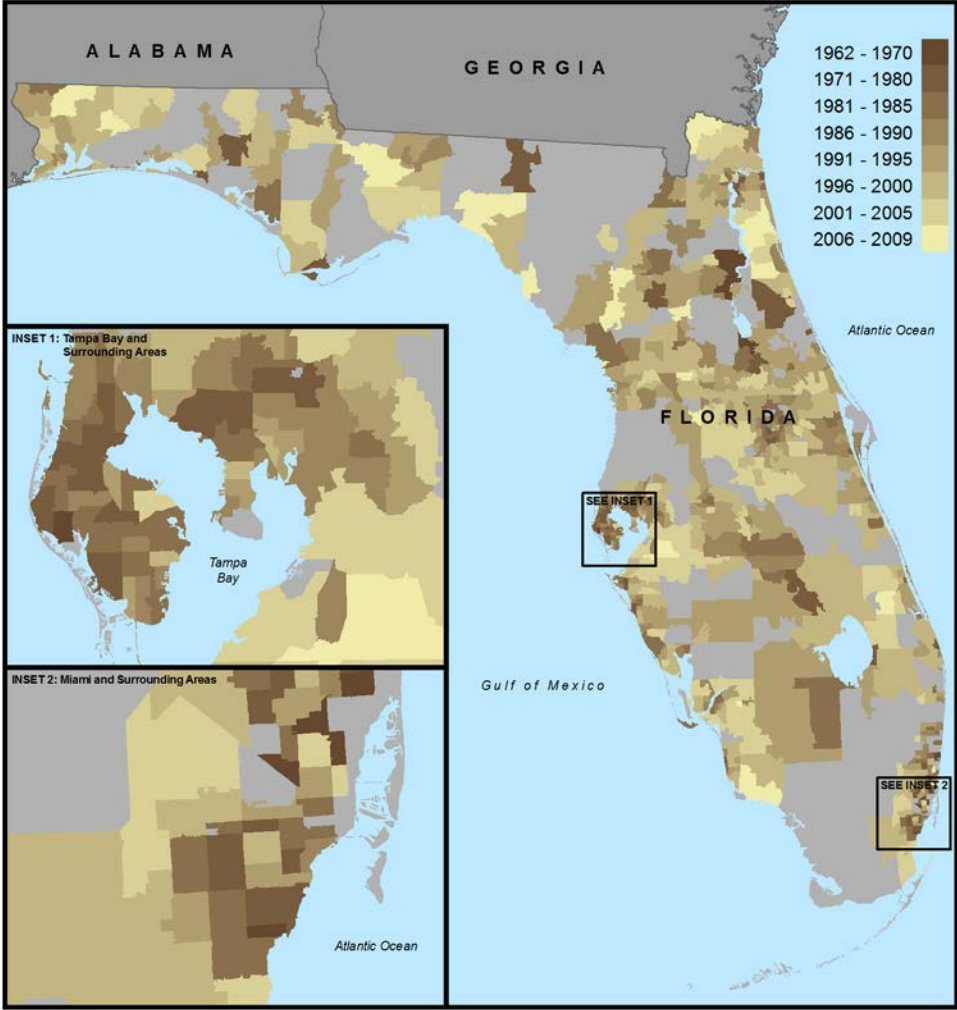 ALABAMA
GEORGIA
1962 - 1970
1971 - 1980
1981 - 1985
1986 - 1990
1991 - 1995
1996 - 2000
2001 - 2005
2006 - 2009
Atlantic Ocean
FLORIDA
INSET 1: Tampa Bay and
Surrounding Areas
SEE INSET 1
Tampa
Bay
Gulf of Mexico
INSET 2: Miami and Surrounding Areas
SEE INSET 2
Atlantic Ocean